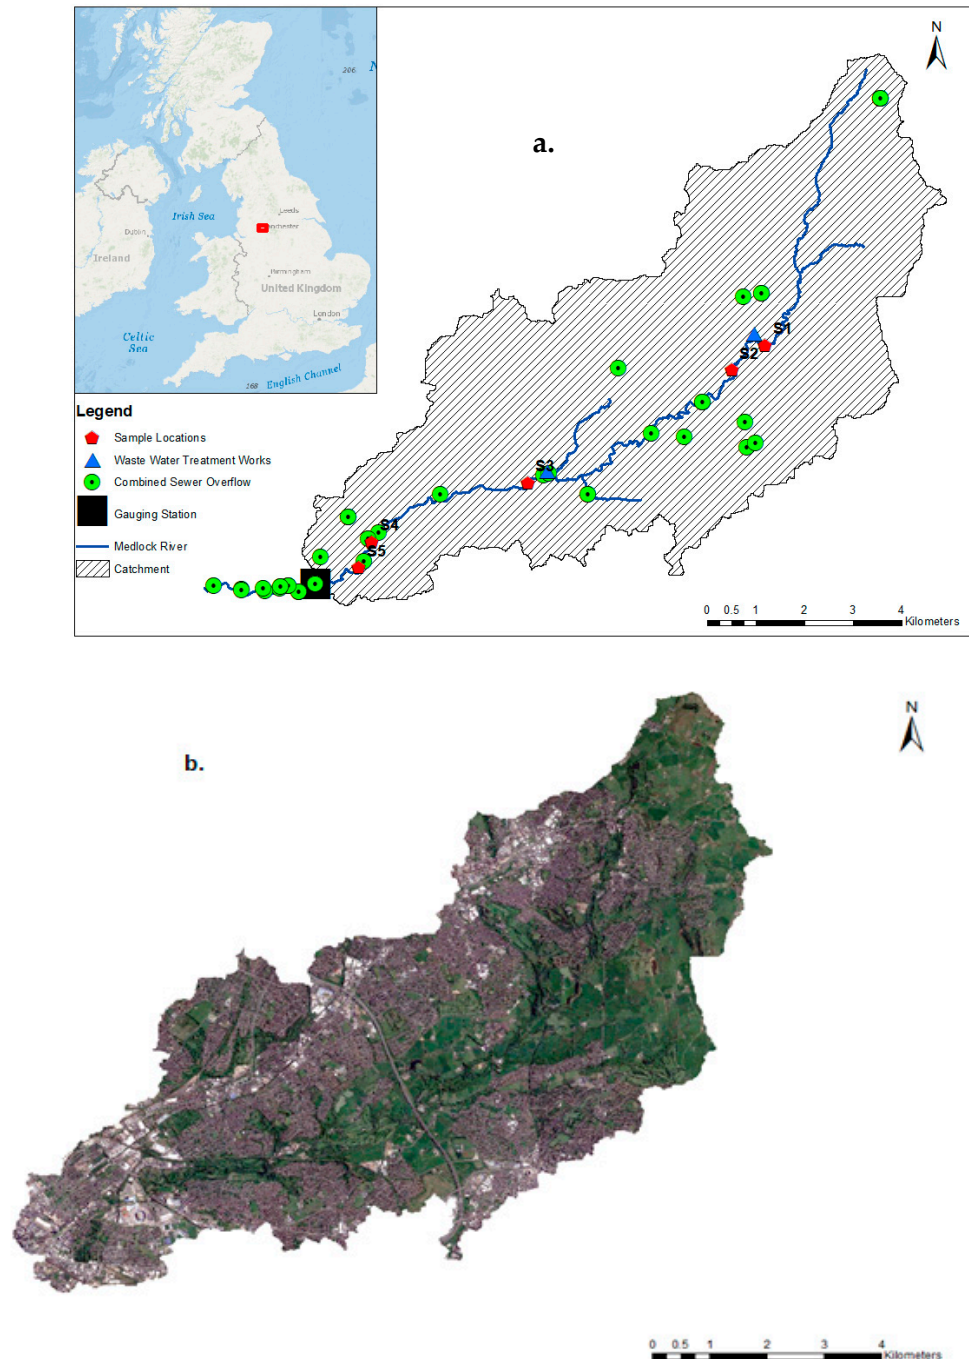 206
N
Irish Sea
Leeds
Dublin
Ireland
Birmingham
United Kingdom
London
Celtic
Sea
168
English Channel
a.
N
S1
S2
S3
S4
S5
Legend
Sample Locations
Waste Water Treatment Works
Combined Sewer Overflow
Gauging Station
Medlock River
Catchment
0 0.5 1 2 3 4
Kilometers
b.
N
0 0.5 1 2 3 4
Kilometers